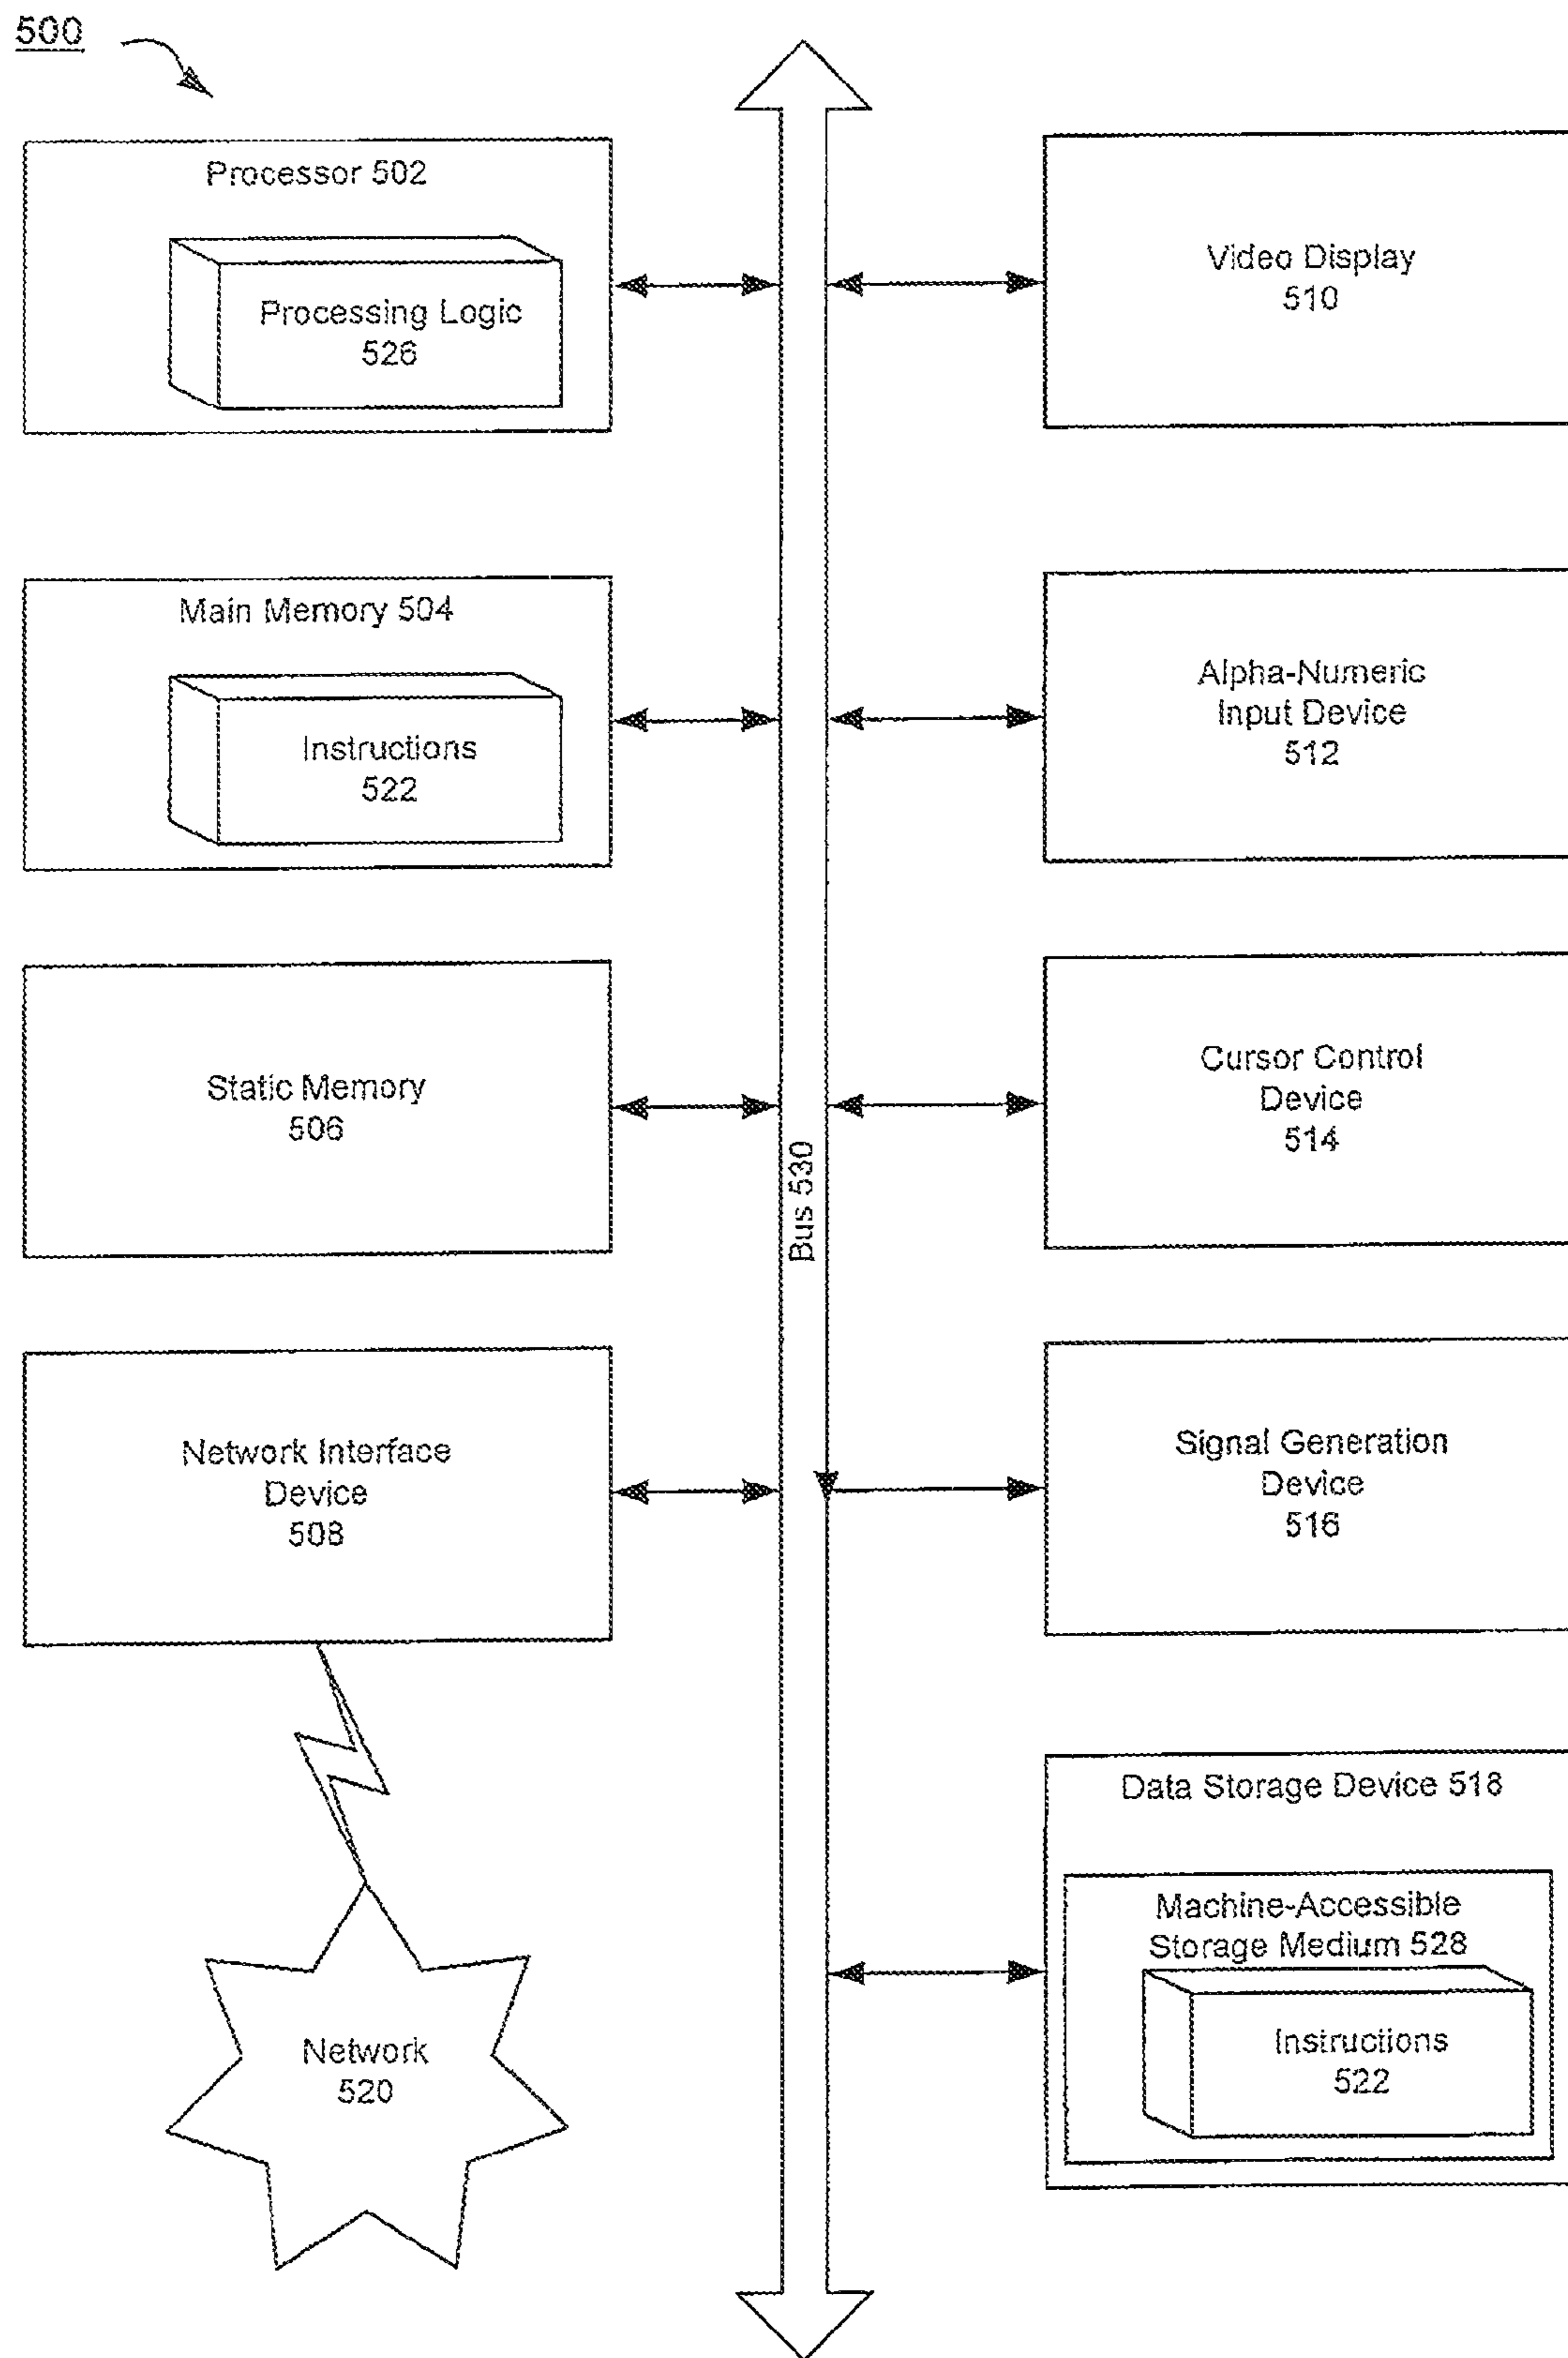 500
Processor 502
Processing Logic
526
Main Memory 504
Instructions
522
Static Memory
506
Network Interface
Device
508
Network
520
Bus 530
Video Display
510
Alpha-Numeric
Input Device
512
Cursor Control
Device
514
Signal Generation
Device
516
Data Storage Device 518
Machine-Accessible
Storage Medium 528
Instructions
522